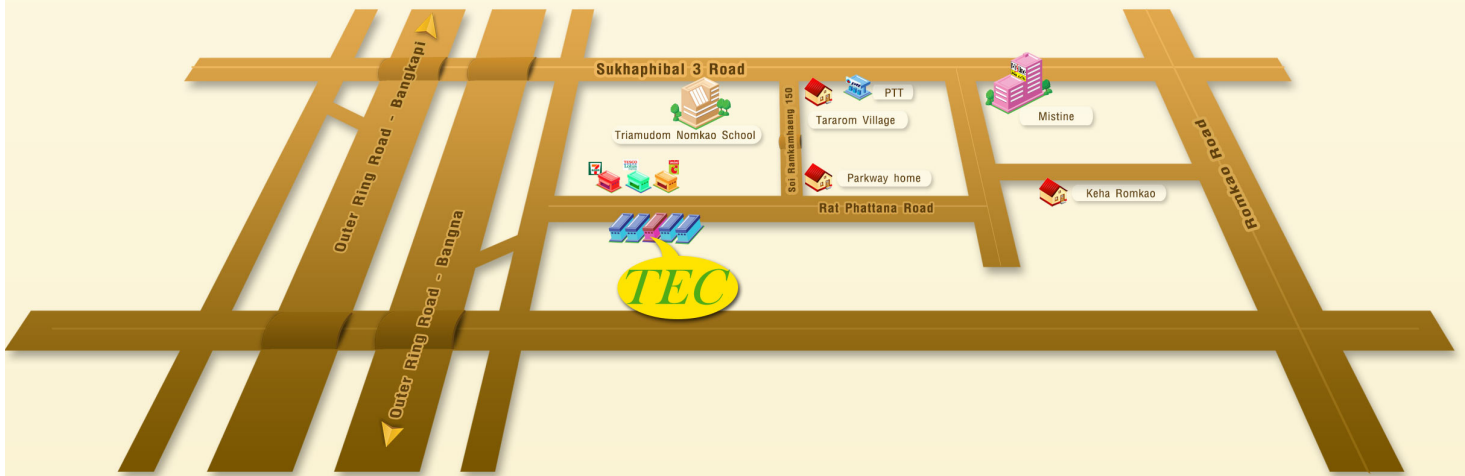 Sukhaphibal 3 Road
Outer Ring Road - Bangkapi
Outer Ring Road - Bangna
Triamudom Nomkao School
Soi Ramkamhaeng 150
PTT
Tararom Village
Mistine
Parkway home
Keha Romkao
Rat Phattana Road
Romkao Road
7
TEC